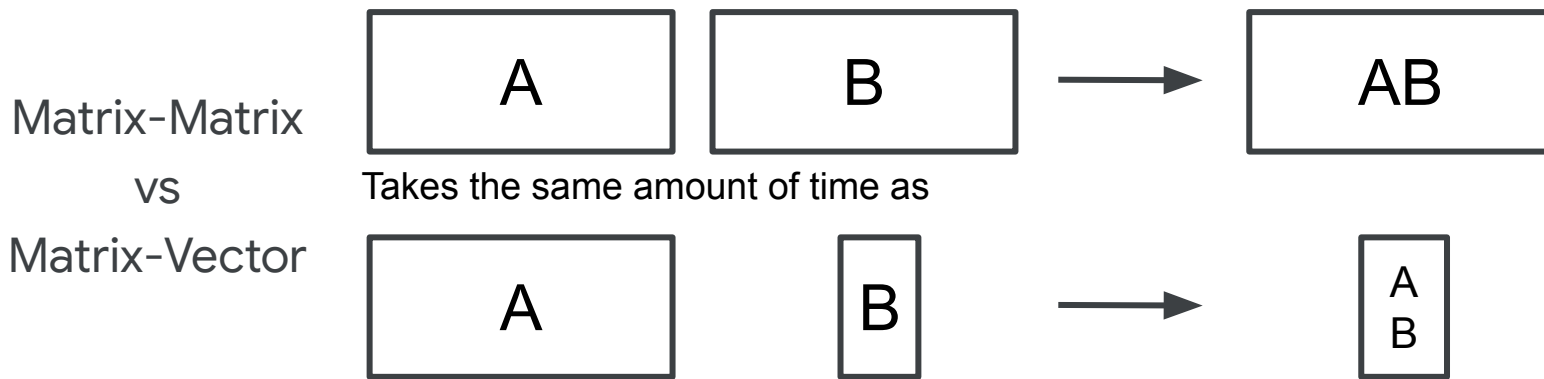 Matrix-Matrix
vs
Matrix-Vector
A
B
AB
Takes the same amount of time as
A
B
A
B